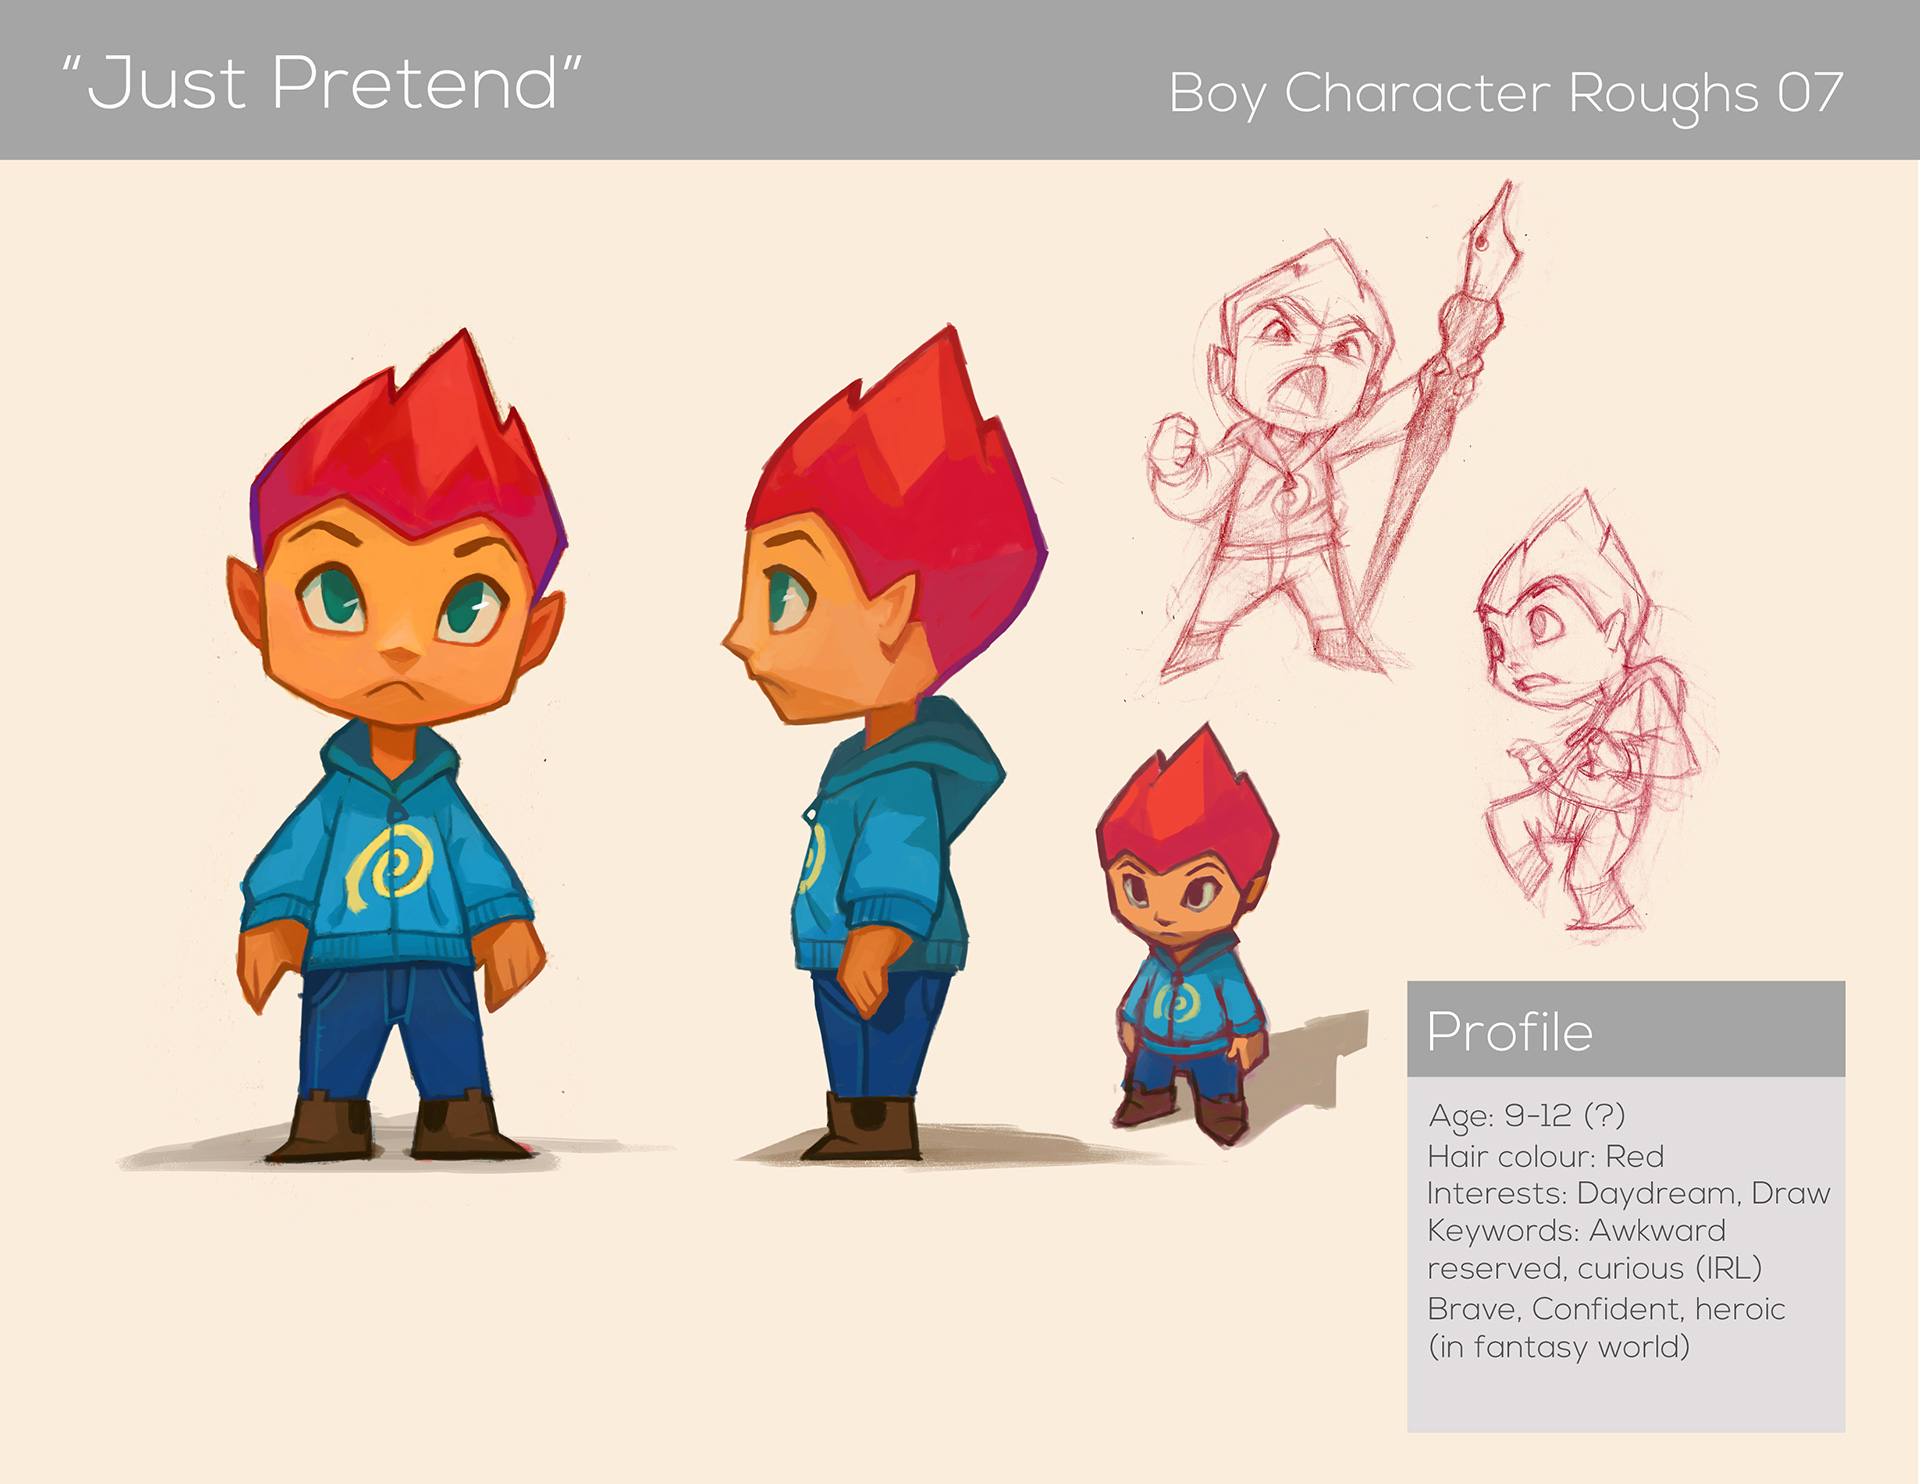 “Just Pretend”
Boy Character Roughs 07
Profile
Age: 9-12 (?)
Hair colour: Red
Interests: Daydream, Draw
Keywords: Awkward
reserved, curious (IRL)
Brave, Confident, heroic
(in fantasy world)